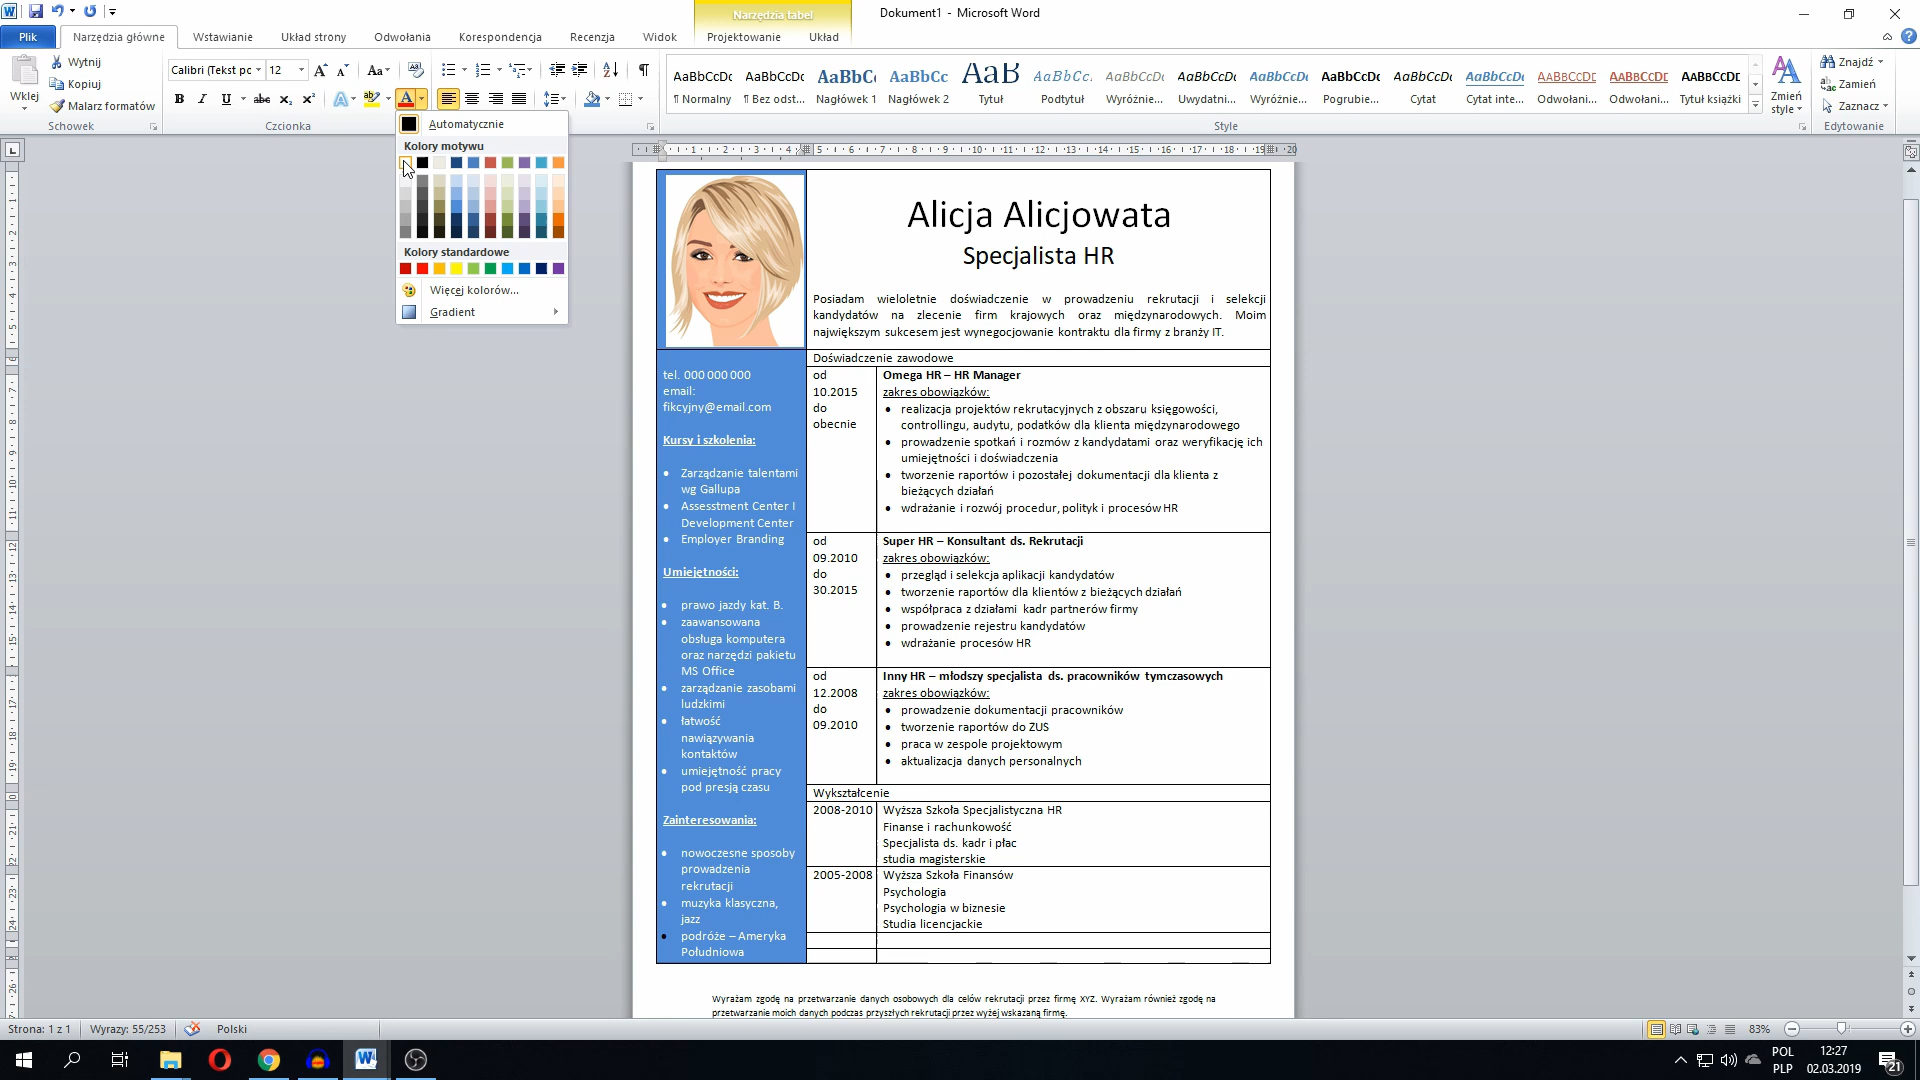 Narzędzia tabel
Dokument1 - Microsoft Word
Plik
Narzędzia główne
Wstawianie
Układ strony
Odwołania
Korespondencja
Recenzja
Widok
Projektowanie
Układ
Wklej
Wytnij
Kopiuj
Malarz formatów
Schowek
Calibri (Tekst pc
12
Czcionka
AaBbCcDc
¶ Normalny
AaBbCcDc
¶ Bez odst...
AaBbC
Nagłówek 1
AaBbCc
Nagłówek 2
AaB
Tytuł
AaBbCc.
Podtytuł
AaBbCcDc
Wyróżnie...
AaBbCcDc
Uwydatni...
AaBbCcDc
Wyróżnie...
AaBbCcDc
Pogrubie...
AaBbCcDc
Cytat
AaBbCcDc
Cytat inte...
AaBbCcDc
Odwołani...
AaBbCcDc
Odwołani...
AaBbCcDc
Tytuł książki
Zmień style
Style
Znajdź
Zamień
Zaznacz
Edytowanie
Automatycznie
Kolory motywu
Kolory standardowe
Więcej kolorów...
Gradient
Alicja Alicjowata
Specjalista HR
Posiadam wieloletnie doświadczenie w prowadzeniu rekrutacji i selekcji
kandydatów na zlecenie firm krajowych oraz międzynarodowych. Moim
największym sukcesem jest wynegocjowanie kontraktu dla firmy z branży IT.
tel. 000 000 000
email:
fikcyjny@email.com
Kursy i szkolenia:
• Zarządzanie talentami
wg Gallupa
• Assesstment Center I
Development Center
• Employer Branding
Umiejętności:
• prawo jazdy kat. B.
• zaawansowana
obsługa komputera
oraz narzędzi pakietu
MS Office
• zarządzanie zasobami
ludzkimi
• łatwość
nawiązywania
kontaktów
• umiejętność pracy
pod presją czasu
Zainteresowania:
• nowoczesne sposoby
prowadzenia
rekrutacji
• muzyka klasyczna,
jazz
• podróże – Ameryka
Południowa
Doświadczenie zawodowe
od
10.2015
do
obecnie
Omega HR – HR Manager
zakres obowiązków:
• realizacja projektów rekrutacyjnych z obszaru księgowości,
controllingu, audytu, podatków dla klienta międzynarodowego
• prowadzenie spotkań i rozmów z kandydatami oraz weryfikację ich
umiejętności i doświadczenia
• tworzenie raportów i pozostałej dokumentacji dla klienta z
bieżących działań
• wdrażanie i rozwój procedur, polityk i procesów HR
od
09.2010
do
30.2015
Super HR – Konsultant ds. Rekrutacji
zakres obowiązków:
• przegląd i selekcja aplikacji kandydatów
• tworzenie raportów dla klientów z bieżących działań
• współpraca z działami kadr partnerów firmy
• prowadzenie rejestru kandydatów
• wdrażanie procesów HR
od
12.2008
do
09.2010
Inny HR – młodszy specjalista ds. pracowników tymczasowych
zakres obowiązków:
• prowadzenie dokumentacji pracowników
• tworzenie raportów do ZUS
• praca w zespole projektowym
• aktualizacja danych personalnych
Wykształcenie
2008-2010
Wyższa Szkoła Specjalistyczna HR
Finanse i rachunkowość
Specjalista ds. kadr i płac
studia magisterskie
2005-2008
Wyższa Szkoła Finansów
Psychologia
Psychologia w biznesie
Studia licencjackie
Wyrażam zgodę na przetwarzanie danych osobowych dla celów rekrutacji przez firmę XYZ. Wyrażam również zgodę na
przetwarzanie moich danych podczas przyszłych rekrutacji przez wyżej wskazaną firmę.
Strona: 1 z 1
Wyrazy: 55/253
Polski
83%
POL
PLP
12:27
02.03.2019
21